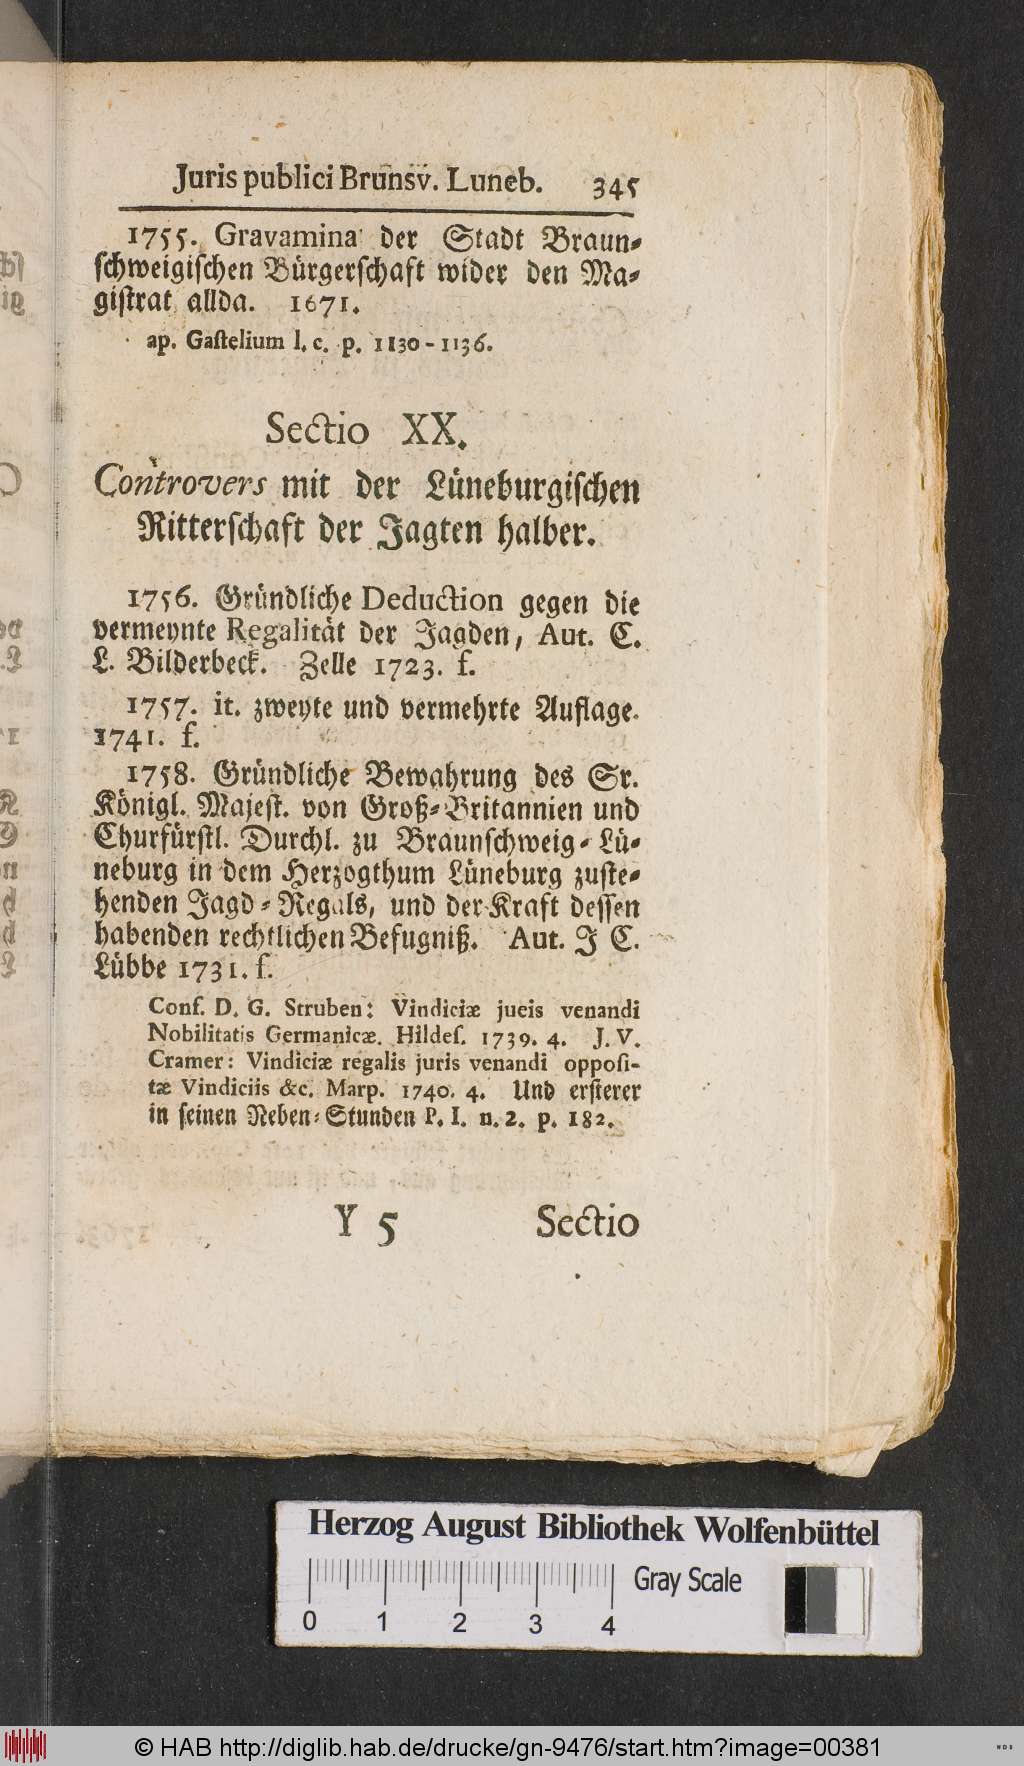 Juris publici Brunsv. Luneb. 345
1755. Gravamina der Stadt Braun-
schweigischen Bürgerschaft wider den Ma-
gistrat allda. 1671.
ap. Gastelium l. c. p. 1130-1136.
Sectio XX.
Controvers mit der Lüneburgischen
Ritterschaft der Jagten halber.
1756. Gründliche Deduction gegen die
vermeynte Regalität der Jagden, Aut. C.
L. Bilderbeck. Zelle 1723. f.
1757. it. zweyte und vermehrte Auflage.
1741. f.
1758. Gründliche Bewahrung des Sr.
Königl. Majest. von Groß-Britannien und
Churfürstl. Durchl. zu Braunschweig-Lü-
neburg in dem Herzogthum Lüneburg zuste-
henden Jagd-Regals, und der Kraft dessen
habenden rechtlichen Befugniß. Aut. J C.
Lübbe 1731. f.
Conf. D. G. Struben: Vindiciæ jueis venandi
Nobilitatis Germanicæ. Hildes. 1739. 4. J. V.
Cramer: Vindiciæ regalis juris venandi opposi-
tæ Vindiciis &c. Marp. 1740. 4. Und ersterer
in seinen Neben-Stunden P. I. n. 2. p. 182.
Y 5 Sectio
Herzog August Bibliothek Wolfenbüttel
Gray Scale
0 1 2 3 4
© HAB http://diglib.hab.de/drucke/gn-9476/start.htm?image=00381